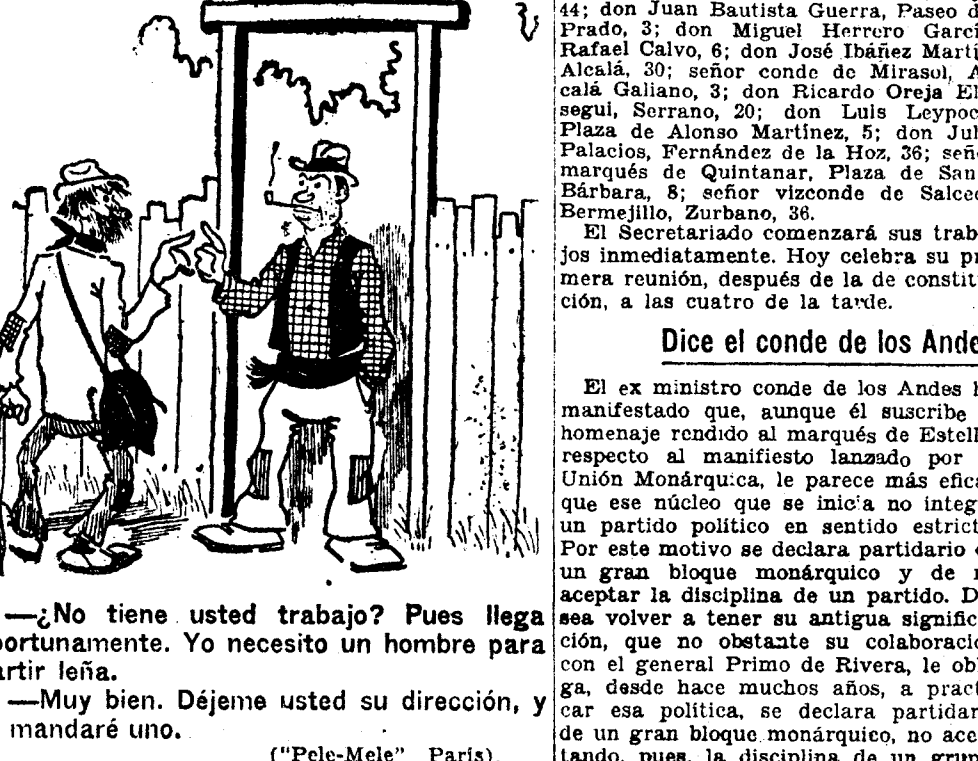 —¿No tiene usted trabajo? Pues llega
portunamente. Yo necesito un hombre para
artir leña.
—Muy bien. Déjeme usted su dirección, y
mandaré uno.
("Pele-Mele" París)
44; don Juan Bautista Guerra, Paseo d
Prado, 3; don Miguel Herrero Garcí
Rafael Calvo, 6; don José Ibáñez Martí
Alcalá, 30; señor conde de Mirasol, A
calá Galiano, 3; don Ricardo Oreja El
segui, Serrano, 20; don Luis Leypoc
Plaza de Alonso Martínez, 5; don Jul
Palacios, Fernández de la Hoz, 36; señ
marqués de Quintanar, Plaza de San
Bárbara, 8; señor vizconde de Salced
Bermejillo, Zurbano, 36.
El Secretariado comenzará sus trab
jos inmediatamente. Hoy celebra su pr
mera reunión, después de la de constit
ción, a las cuatro de la tarde.
Dice el conde de los Ande
El ex ministro conde de los Andes h
manifestado que, aunque él suscribe
homenaje rendido al marqués de Estell
respecto al manifiesto lanzado por
Unión Monárquica, le parece más efica
que ese núcleo que se inicia no integ
un partido político en sentido estrict
Por este motivo se declara partidario
un gran bloque monárquico y de
aceptar la disciplina de un partido. D
sea volver a tener su antigua signific
ción, que no obstante su colaboració
con el general Primo de Rivera, le obl
ga, desde hace muchos años, a pract
car esa política, se declara partidar
de un gran bloque monárquico, no ace
tando, pues, la disciplina de un grup